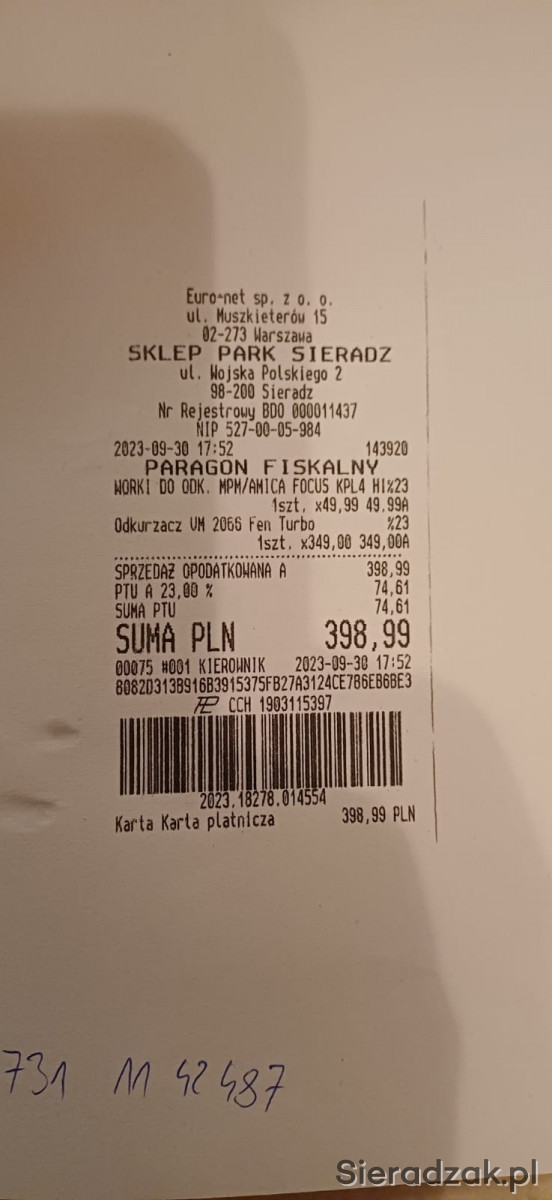 Euro-net sp. z o. o.
ul. Muszkieterów 15
02-273 Warszawa
SKLEP PARK SIERADZ
ul. Wojska Polskiego 2
98-200 Sieradz
Nr Rejestrowy BDO 000011437
NIP 527-00-05-984
2023-09-30 17:52 143920
PARAGON FISKALNY
WORKI DO ODK. MPM/AMICA FOCUS KPL4 HI%23
1szt. x49,99 49.99A
Odkurzacz VM 2066 Fen Turbo %23
1szt. x349,00 349,00A
SPRZEDAŻ OPODATKOWANA A 398,99
PTU A 23,00 % 74,61
SUMA PTU 74,61
SUMA PLN 398,99
00075 #001 KIEROWNIK 2023-09-30 17:52
8082D313B916B3915375FB27A3124CE786EB6BE3
CCH 1903115397
2023.18278.014554
Karta Karta płatnicza 398,99 PLN
731 11 42 487
Sieradzak.pl